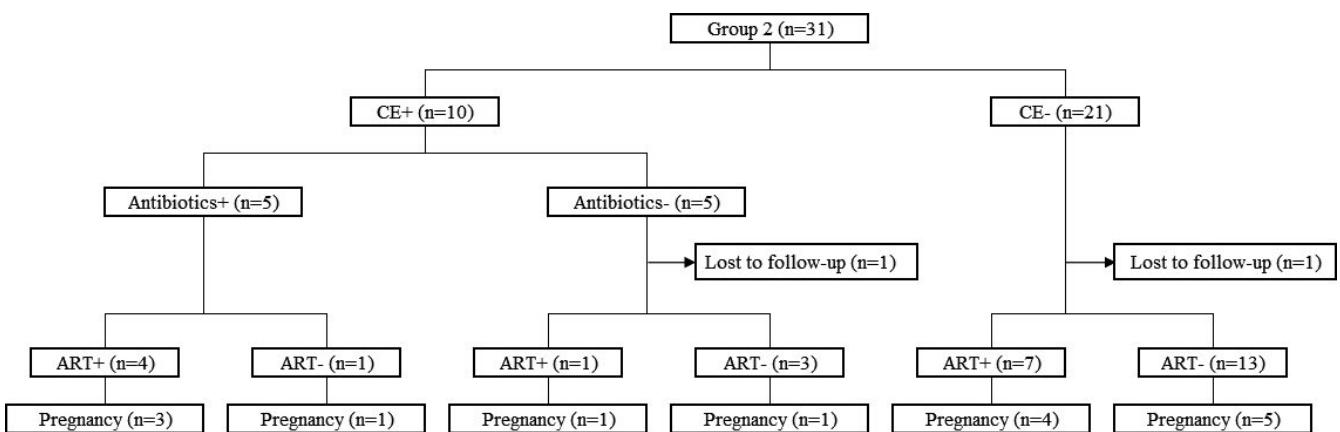 Group 2 (n=31)
CE+ (n=10)
CE- (n=21)
Antibiotics+ (n=5)
Antibiotics- (n=5)
Lost to follow-up (n=1)
Lost to follow-up (n=1)
ART+ (n=4)
ART- (n=1)
ART+ (n=1)
ART- (n=3)
ART+ (n=7)
ART- (n=13)
Pregnancy (n=3)
Pregnancy (n=1)
Pregnancy (n=1)
Pregnancy (n=1)
Pregnancy (n=4)
Pregnancy (n=5)